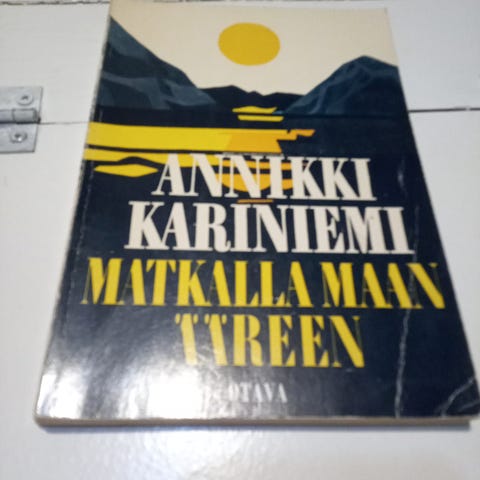 ANNIKKI
KARINIEMI
MATKALLA MAAN
ÄÄREEN
OTAVA